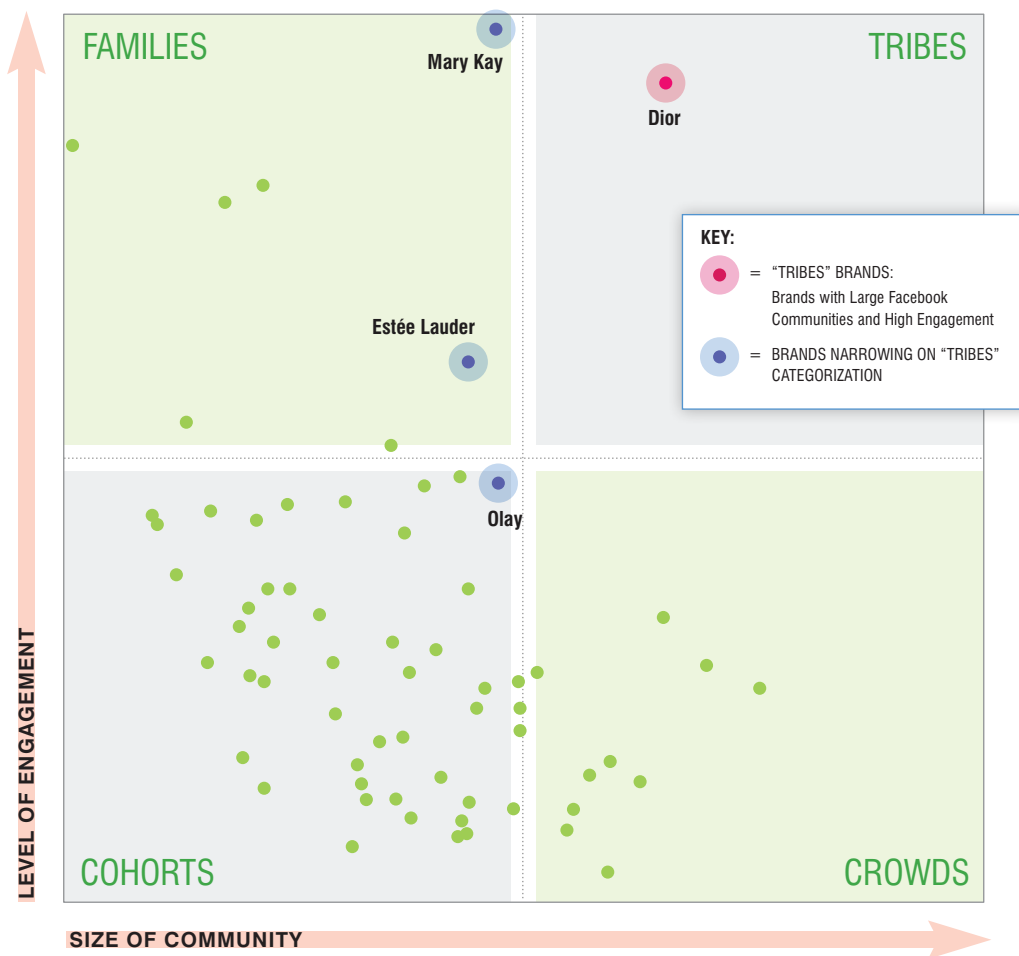 FAMILIES
TRIBES
Mary Kay
Dior
KEY:
= “TRIBES” BRANDS:
Brands with Large Facebook
Communities and High Engagement
= BRANDS NARROWING ON “TRIBES”
CATEGORIZATION
Estée Lauder
Olay
LEVEL OF ENGAGEMENT
COHORTS
CROWDS
SIZE OF COMMUNITY